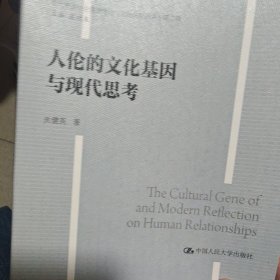 人伦的文化基因
与现代思考
The Cultural Gene of
and Modern Reflection
on Human Relationships
中国人民大学出版社